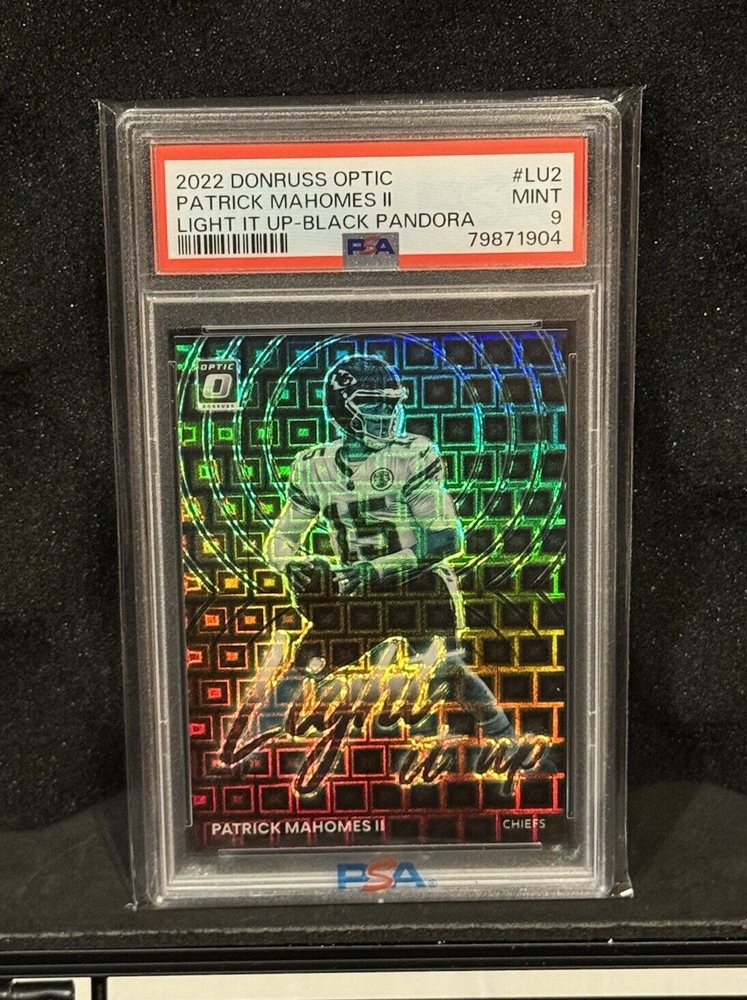 2022 DONRUSS OPTIC #LU2
PATRICK MAHOMES II MINT
LIGHT IT UP-BLACK PANDORA 9
PSA 79871904
OPTIC
DONRUSS
15
Light
it up
PATRICK MAHOMES II CHIEFS
PSA